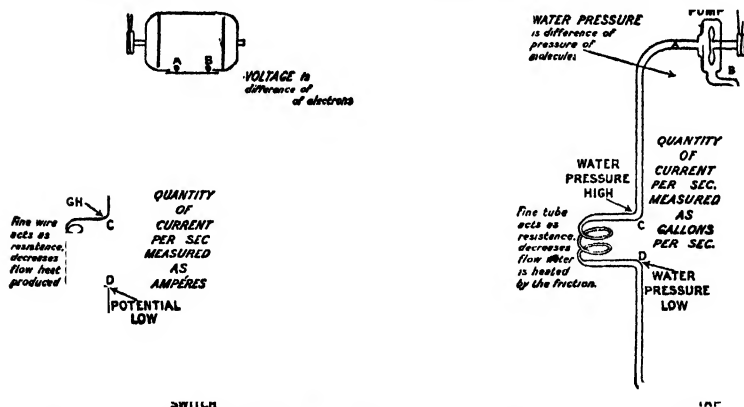 A B
VOLTAGE is
difference of
of electrons
GH
C
Fine wire
acts as
resistance,
decreases
flow heat
produced
QUANTITY
OF
CURRENT
PER SEC
MEASURED
AS
AMPÉRES
D
POTENTIAL
LOW
SWITCH
PUMP
WATER PRESSURE
is difference of
pressure of
molecules
A
B
WATER
PRESSURE
HIGH
QUANTITY
OF
CURRENT
PER SEC.
MEASURED
AS
GALLONS
PER SEC.
C
Fine tube
acts as
resistance,
decreases
flow water
is heated
by the friction.
D
WATER
PRESSURE
LOW